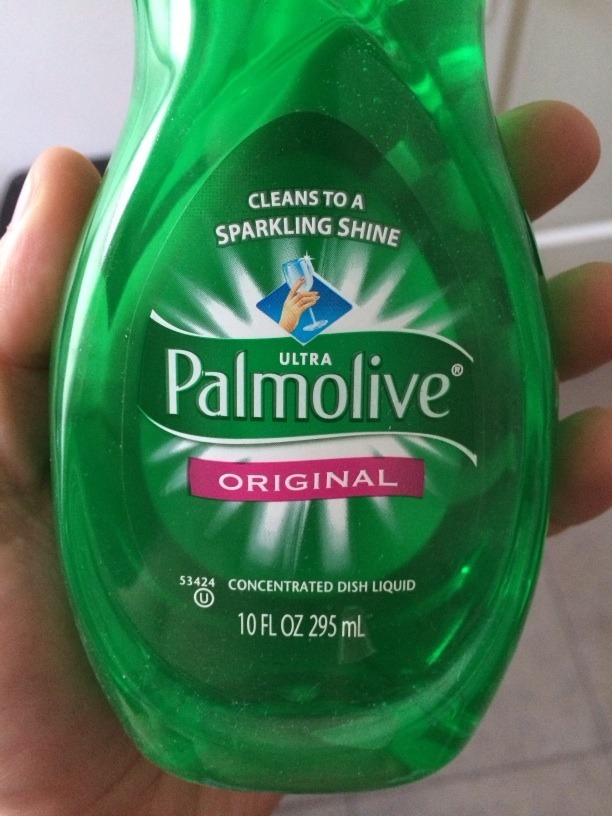 CLEANS TO A
SPARKLING SHINE
ULTRA
Palmolive®
ORIGINAL
53424 CONCENTRATED DISH LIQUID
U
10 FL OZ 295 mL